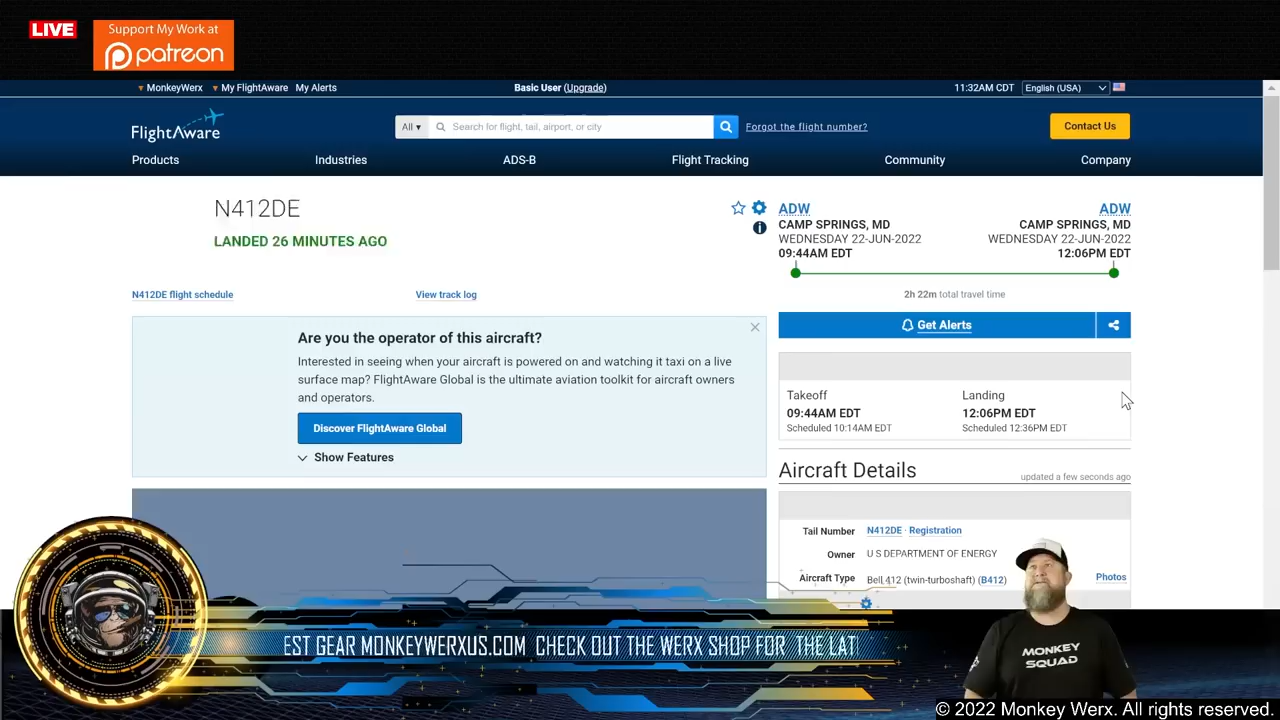 LIVE
Support My Work at
patreon
MonkeyWerx My FlightAware My Alerts
Basic User (Upgrade)
11:32AM CDT English (USA)
FlightAware
All Search for flight, tail, airport, or city
Forgot the flight number?
Contact Us
Products Industries ADS-B Flight Tracking Community Company
N412DE
LANDED 26 MINUTES AGO
N412DE flight schedule View track log
Are you the operator of this aircraft?
Interested in seeing when your aircraft is powered on and watching it taxi on a live
surface map? FlightAware Global is the ultimate aviation toolkit for aircraft owners
and operators.
Discover FlightAware Global
Show Features
ADW ADW
CAMP SPRINGS, MD CAMP SPRINGS, MD
WEDNESDAY 22-JUN-2022 WEDNESDAY 22-JUN-2022
09:44AM EDT 12:06PM EDT
2h 22m total travel time
Get Alerts
Takeoff Landing
09:44AM EDT 12:06PM EDT
Scheduled 10:14AM EDT Scheduled 12:36PM EDT
Aircraft Details updated a few seconds ago
Tail Number N412DE · Registration
Owner U S DEPARTMENT OF ENERGY
Aircraft Type Bell 412 (twin-turboshaft) (B412) Photos
EST GEAR MONKEYWERXUS.COM CHECK OUT THE WERX SHOP FOR THE LAT
MONKEY
SQUAD
© 2022 Monkey Werx. All rights reserved.